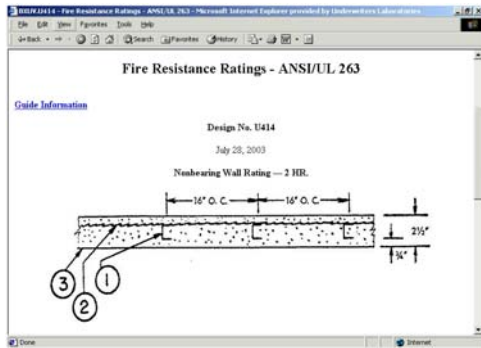 BXUV.U414 - Fire Resistance Ratings - ANSI/UL 263 - Microsoft Internet Explorer provided by Underwriters Laboratories
File Edit View Favorites Tools Help
Back Search Favorites History
Fire Resistance Ratings - ANSI/UL 263
Guide Information
Design No. U414
July 28, 2003
Nonbearing Wall Rating — 2 HR.
16" O. C. 16" O. C.
2½"
¾"
3 2 1
Done Internet